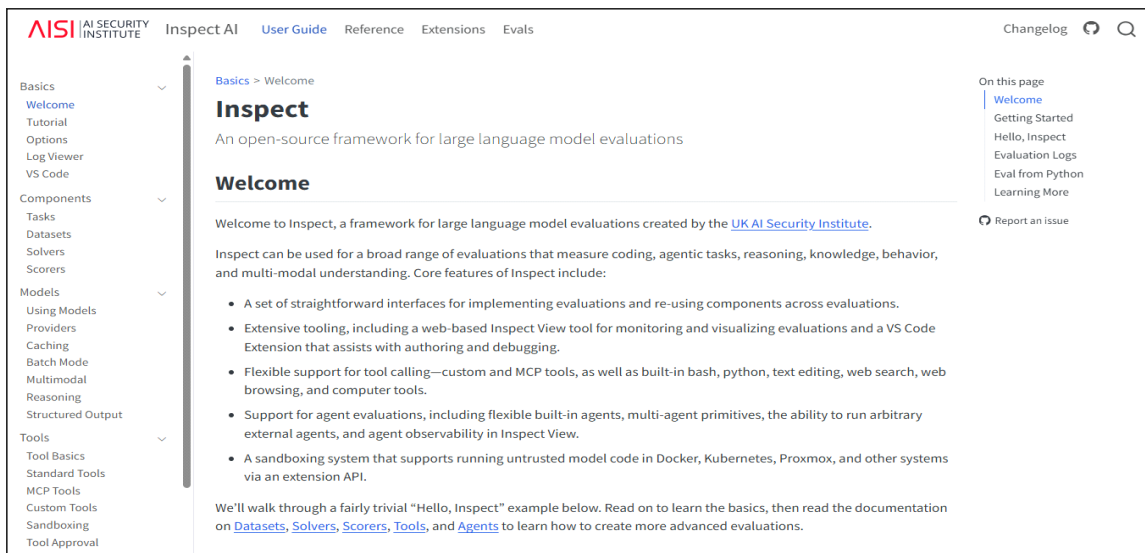 AISI AI SECURITY INSTITUTE
Inspect AI
User Guide
Reference
Extensions
Evals
Changelog
Basics
Welcome
Tutorial
Options
Log Viewer
VS Code
Components
Tasks
Datasets
Solvers
Scorers
Models
Using Models
Providers
Caching
Batch Mode
Multimodal
Reasoning
Structured Output
Tools
Tool Basics
Standard Tools
MCP Tools
Custom Tools
Sandboxing
Tool Approval
Basics > Welcome
Inspect
An open-source framework for large language model evaluations
Welcome
Welcome to Inspect, a framework for large language model evaluations created by the UK AI Security Institute.
Inspect can be used for a broad range of evaluations that measure coding, agentic tasks, reasoning, knowledge, behavior,
and multi-modal understanding. Core features of Inspect include:
• A set of straightforward interfaces for implementing evaluations and re-using components across evaluations.
• Extensive tooling, including a web-based Inspect View tool for monitoring and visualizing evaluations and a VS Code
Extension that assists with authoring and debugging.
• Flexible support for tool calling—custom and MCP tools, as well as built-in bash, python, text editing, web search, web
browsing, and computer tools.
• Support for agent evaluations, including flexible built-in agents, multi-agent primitives, the ability to run arbitrary
external agents, and agent observability in Inspect View.
• A sandboxing system that supports running untrusted model code in Docker, Kubernetes, Proxmox, and other systems
via an extension API.
We'll walk through a fairly trivial “Hello, Inspect” example below. Read on to learn the basics, then read the documentation
on Datasets, Solvers, Scorers, Tools, and Agents to learn how to create more advanced evaluations.
On this page
Welcome
Getting Started
Hello, Inspect
Evaluation Logs
Eval from Python
Learning More
Report an issue